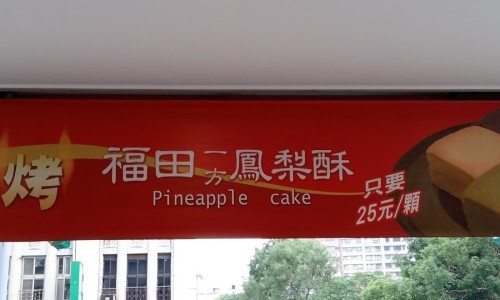 烤
福田一方鳳梨酥
Pineapple cake
只要
25元/顆